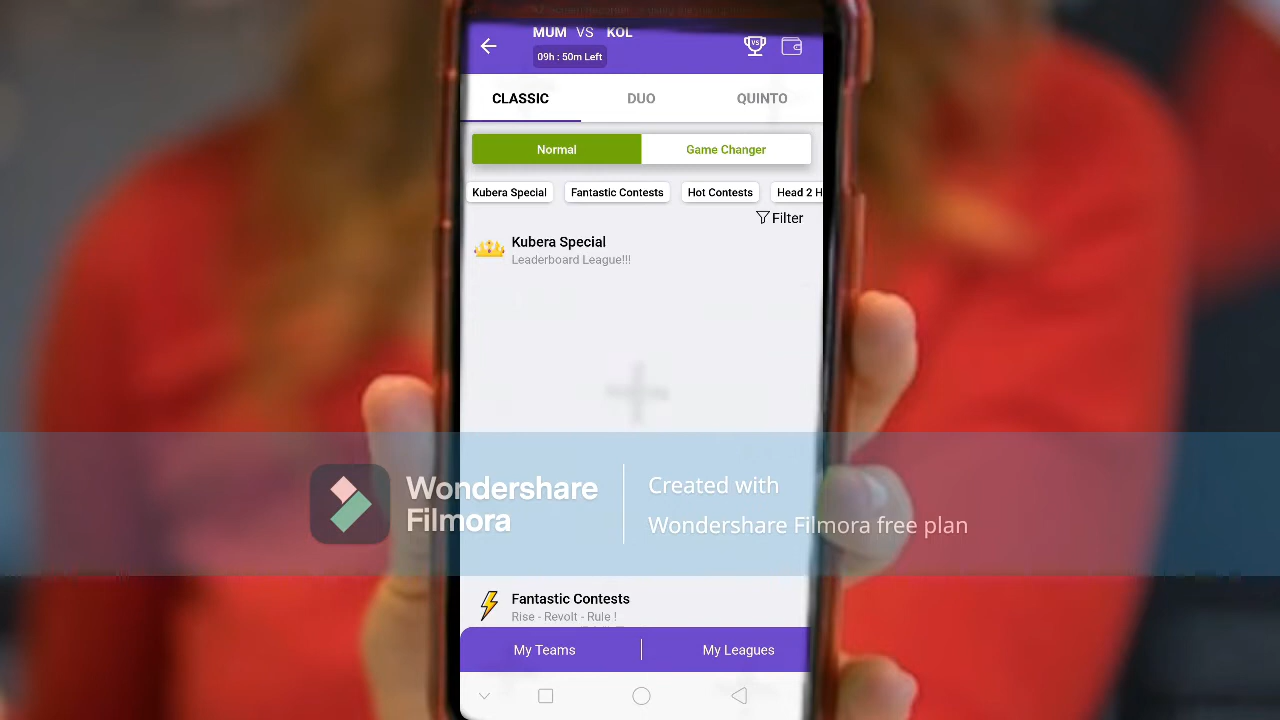 MUM VS KOL
09h : 50m Left
CLASSIC DUO QUINTO
Normal Game Changer
Kubera Special Fantastic Contests Hot Contests Head 2 H
Filter
Kubera Special
Leaderboard League!!!
Wondershare
Filmora
Created with
Wondershare Filmora free plan
Fantastic Contests
Rise - Revolt - Rule !
My Teams My Leagues